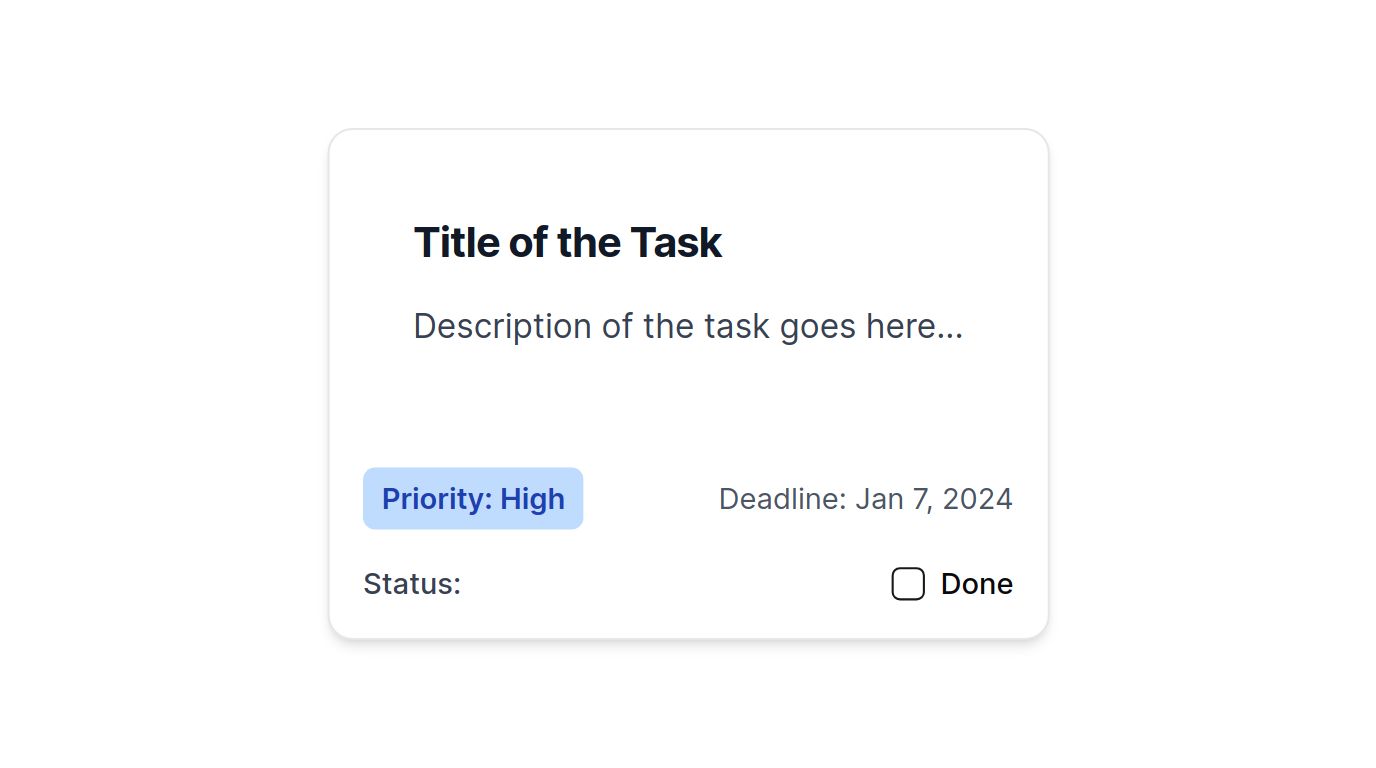 Title of the Task
Description of the task goes here...
Priority: High
Deadline: Jan 7, 2024
Status:
Done